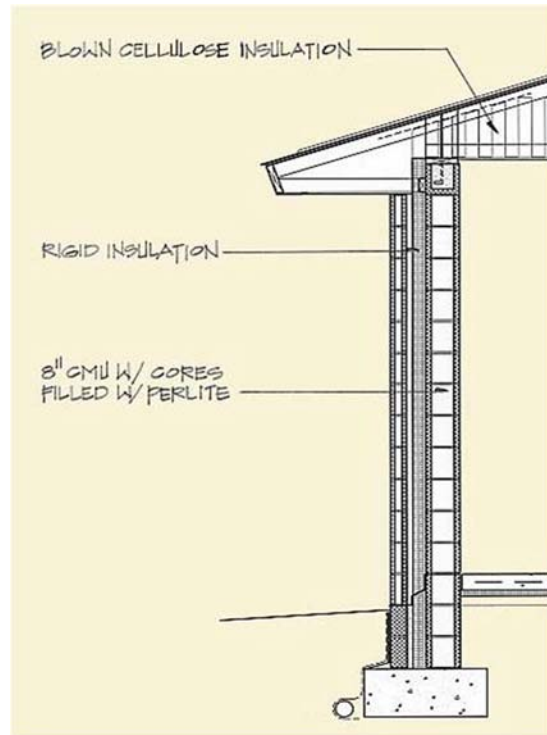 BLOWN CELLULOSE INSULATION
RIGID INSULATION
8" CMU W/ CORES
FILLED W/ PERLITE